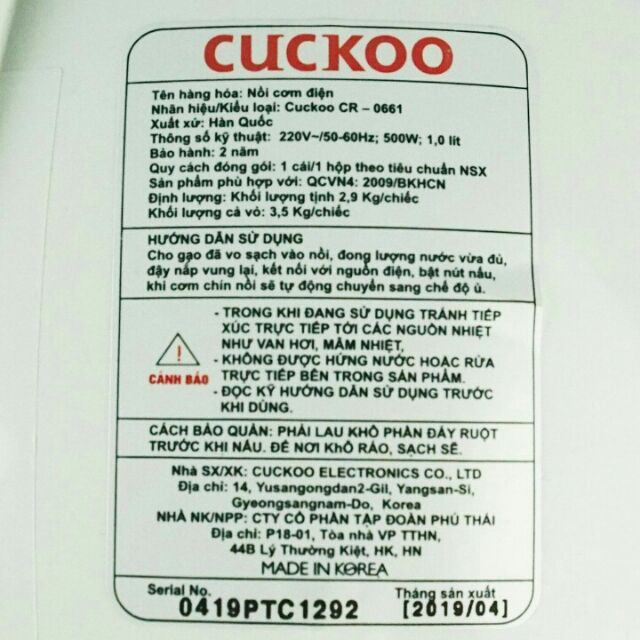 CUCKOO
Tên hàng hóa: Nồi cơm điện
Nhãn hiệu/Kiểu loại: Cuckoo CR – 0661
Xuất xứ: Hàn Quốc
Thông số kỹ thuật: 220V~/50-60Hz; 500W; 1,0 lít
Bảo hành: 2 năm
Quy cách đóng gói: 1 cái/1 hộp theo tiêu chuẩn NSX
Sản phẩm phù hợp với: QCVN4: 2009/BKHCN
Định lượng: Khối lượng tịnh 2,9 Kg/chiếc
Khối lượng cả vỏ: 3,5 Kg/chiếc
HƯỚNG DẪN SỬ DỤNG
Cho gạo đã vo sạch vào nồi, đong lượng nước vừa đủ,
đậy nắp vung lại, kết nối với nguồn điện, bật nút nấu,
khi cơm chín nồi sẽ tự động chuyển sang chế độ ủ.
- TRONG KHI ĐANG SỬ DỤNG TRÁNH TIẾP
XÚC TRỰC TIẾP TỚI CÁC NGUỒN NHIỆT
NHƯ VAN HƠI, MÂM NHIỆT,
- KHÔNG ĐƯỢC HỨNG NƯỚC HOẶC RỬA
TRỰC TIẾP BÊN TRONG SẢN PHẨM.
- ĐỌC KỸ HƯỚNG DẪN SỬ DỤNG TRƯỚC
KHI DÙNG.
CẢNH BÁO
CÁCH BẢO QUẢN: PHẢI LAU KHÔ PHẦN ĐÁY RUỘT
TRƯỚC KHI NẤU. ĐỂ NƠI KHÔ RÁO, SẠCH SẼ.
Nhà SX/XK: CUCKOO ELECTRONICS CO., LTD
Địa chỉ: 14, Yusangongdan2-Gil, Yangsan-Si,
Gyeongsangnam-Do, Korea
NHÀ NK/NPP: CTY CỔ PHẦN TẬP ĐOÀN PHÚ THÁI
Địa chỉ: P18-01, Tòa nhà VP TTHN,
44B Lý Thường Kiệt, HK, HN
MADE IN KOREA
Serial No. Tháng sản xuất
0419PTC1292 [2019/04]